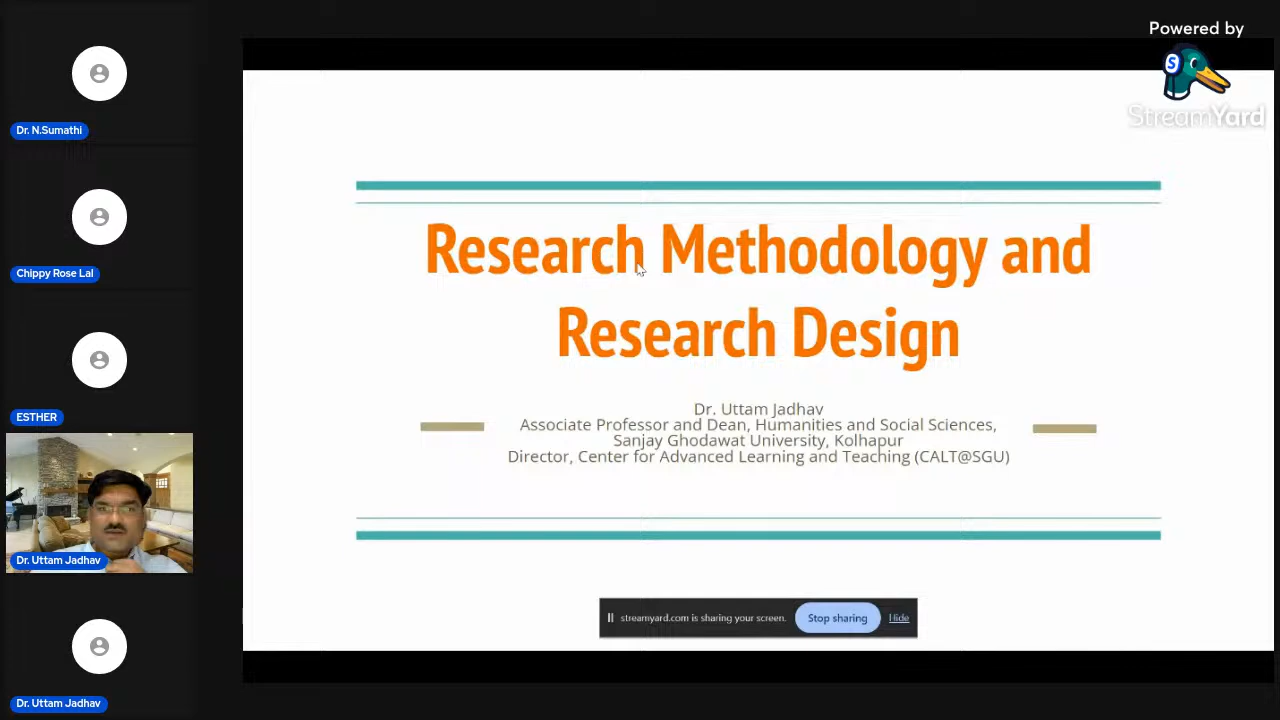 Powered by
StreamYard
Dr. N.Sumathi
Chippy Rose Lal
ESTHER
Dr. Uttam Jadhav
Dr. Uttam Jadhav
Research Methodology and
Research Design
Dr. Uttam Jadhav
Associate Professor and Dean, Humanities and Social Sciences,
Sanjay Ghodawat University, Kolhapur
Director, Center for Advanced Learning and Teaching (CALT@SGU)
streamyard.com is sharing your screen. Stop sharing Hide